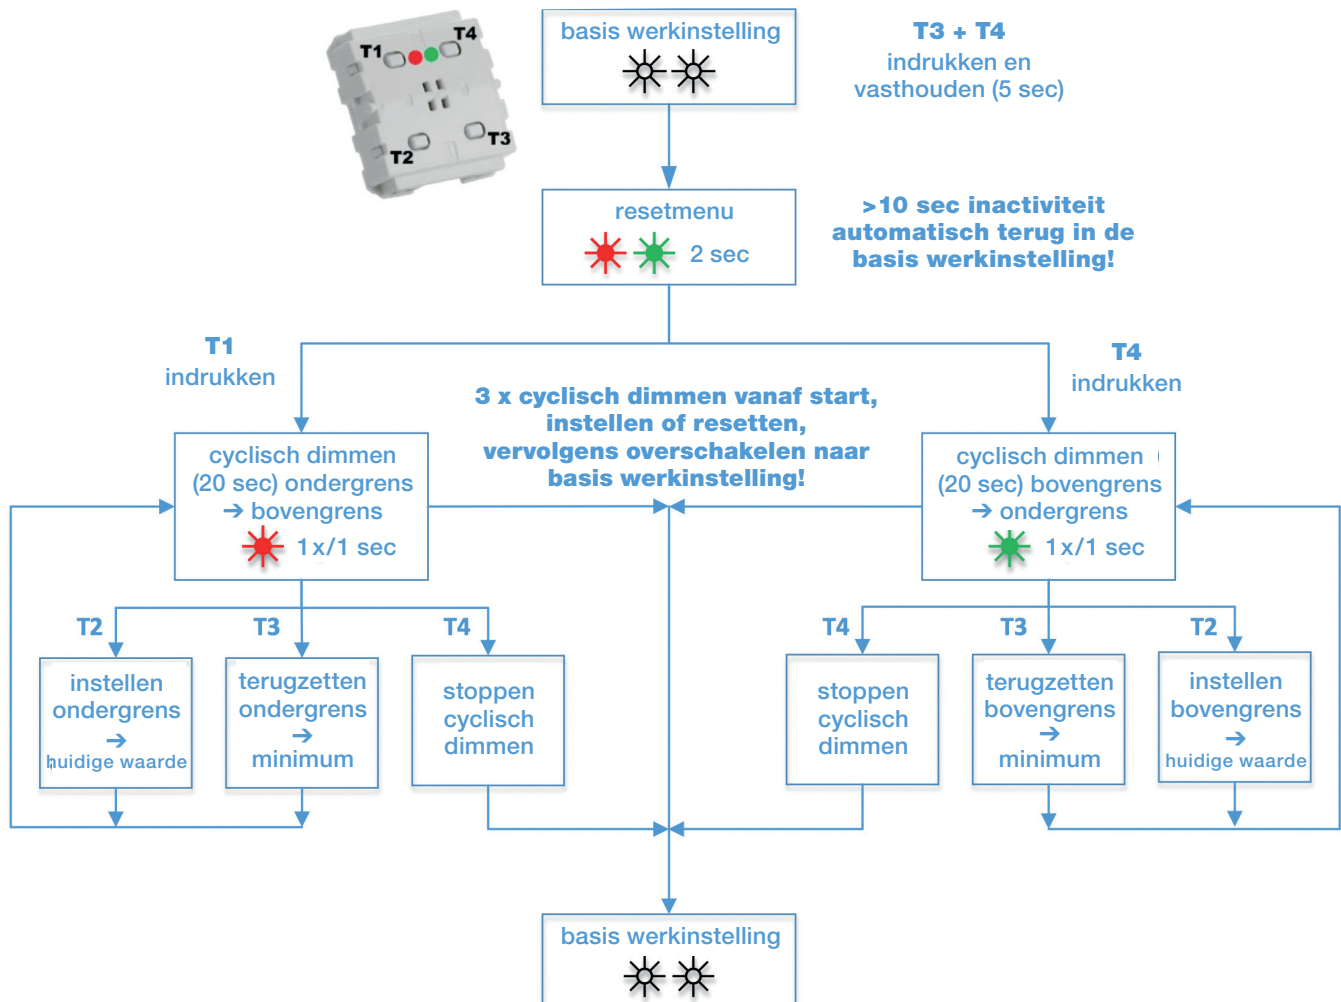 T1
T4
T2
T3
basis werkinstelling
T3 + T4
indrukken en
vasthouden (5 sec)
resetmenu
2 sec
>10 sec inactiviteit
automatisch terug in de
basis werkinstelling!
T1
indrukken
T4
indrukken
3 x cyclisch dimmen vanaf start,
instellen of resetten,
vervolgens overschakelen naar
basis werkinstelling!
cyclisch dimmen
(20 sec) ondergrens
➔ bovengrens
1x/1 sec
cyclisch dimmen
(20 sec) bovengrens
➔ ondergrens
1x/1 sec
T2
T3
T4
T4
T3
T2
instellen
ondergrens
➔
huidige waarde
terugzetten
ondergrens
➔
minimum
stoppen
cyclisch
dimmen
stoppen
cyclisch
dimmen
terugzetten
bovengrens
➔
minimum
instellen
bovengrens
➔
huidige waarde
basis werkinstelling